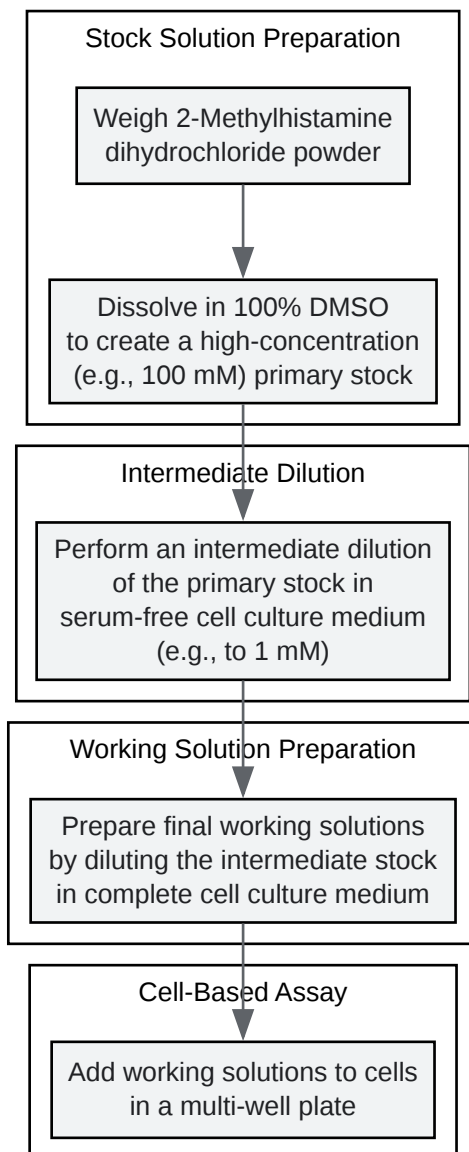 Stock Solution Preparation
Weigh 2-Methylhistamine
dihydrochloride powder
Dissolve in 100% DMSO
to create a high-concentration
(e.g., 100 mM) primary stock
Intermediate Dilution
Perform an intermediate dilution
of the primary stock in
serum-free cell culture medium
(e.g., to 1 mM)
Working Solution Preparation
Prepare final working solutions
by diluting the intermediate stock
in complete cell culture medium
Cell-Based Assay
Add working solutions to cells
in a multi-well plate